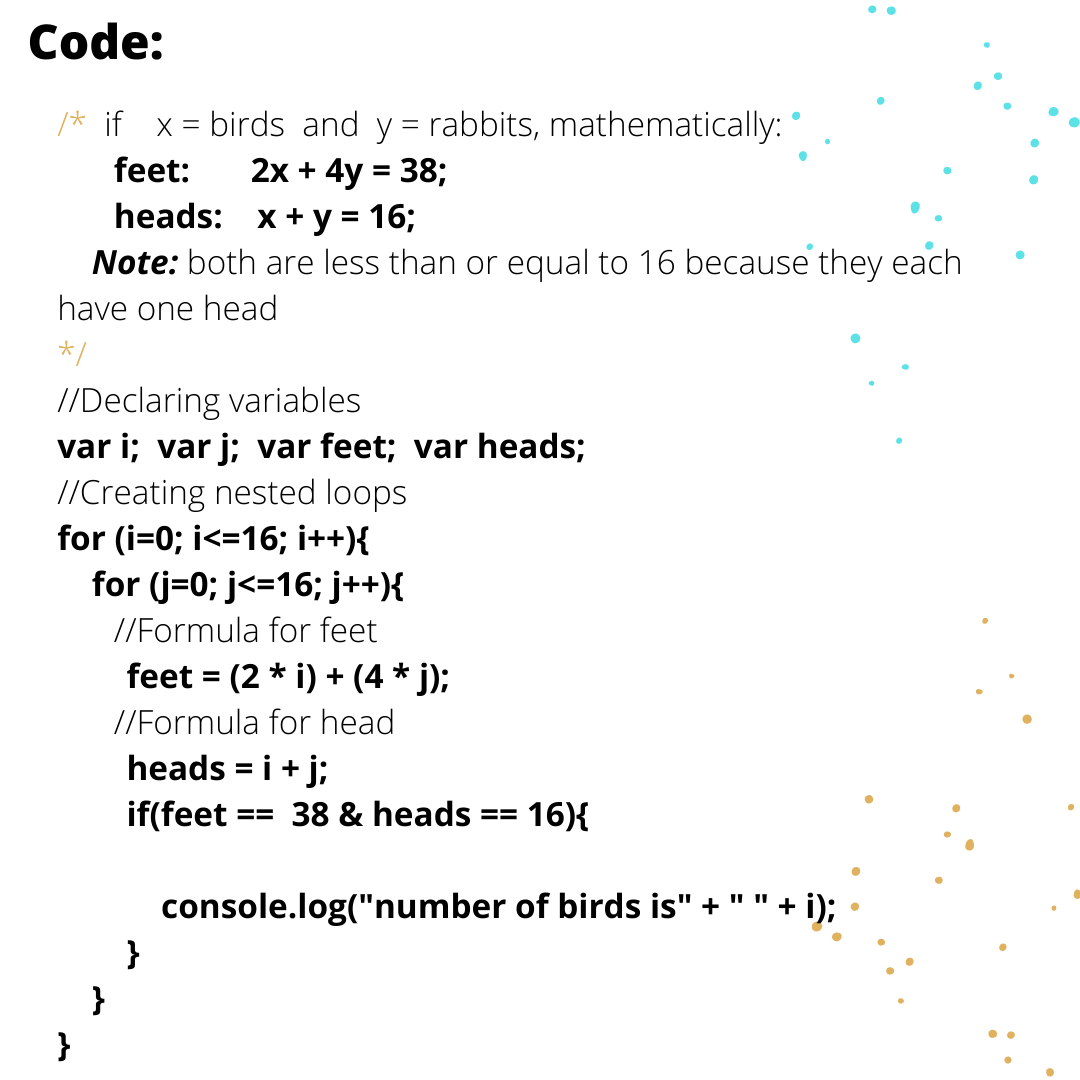 Code:
/* if x = birds and y = rabbits, mathematically:
feet: 2x + 4y = 38;
heads: x + y = 16;
Note: both are less than or equal to 16 because they each
have one head
*/
//Declaring variables
var i; var j; var feet; var heads;
//Creating nested loops
for (i=0; i<=16; i++){
for (j=0; j<=16; j++){
//Formula for feet
feet = (2 * i) + (4 * j);
//Formula for head
heads = i + j;
if(feet == 38 & heads == 16){
console.log("number of birds is" + " " + i);
}
}
}